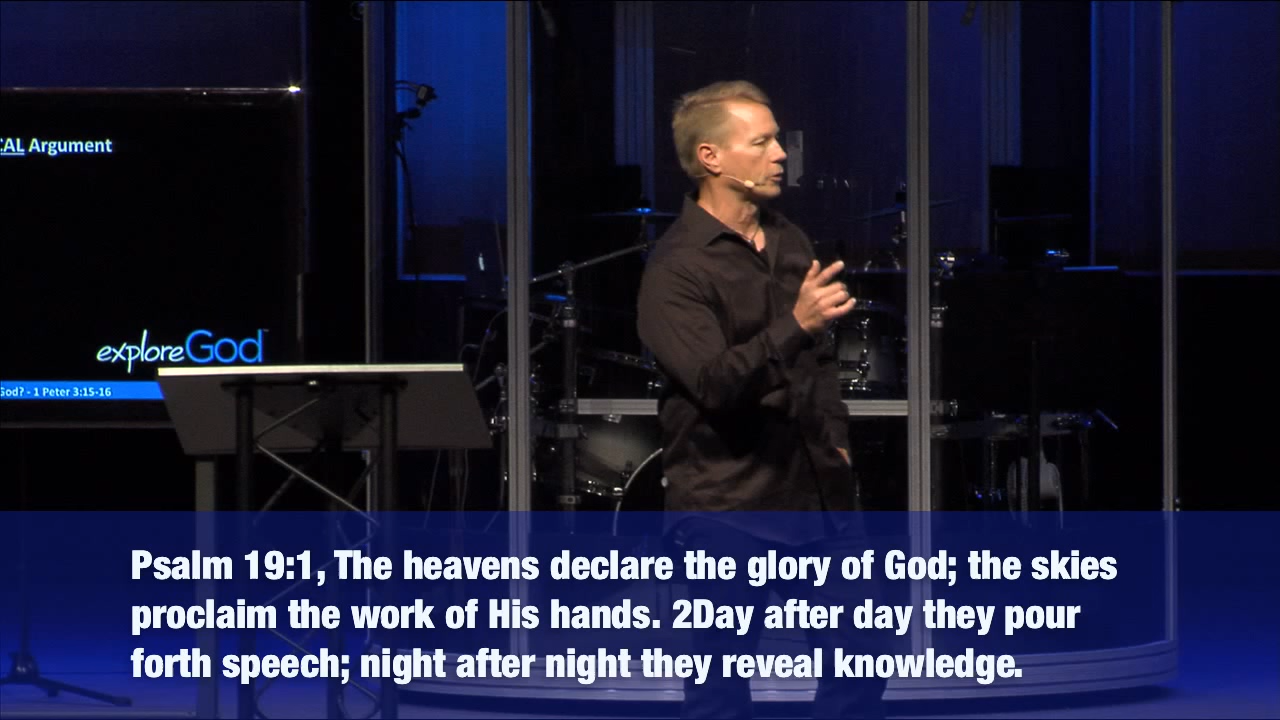 CAL Argument
exploreGod™
God? - 1 Peter 3:15-16
Psalm 19:1, The heavens declare the glory of God; the skies
proclaim the work of His hands. 2Day after day they pour
forth speech; night after night they reveal knowledge.